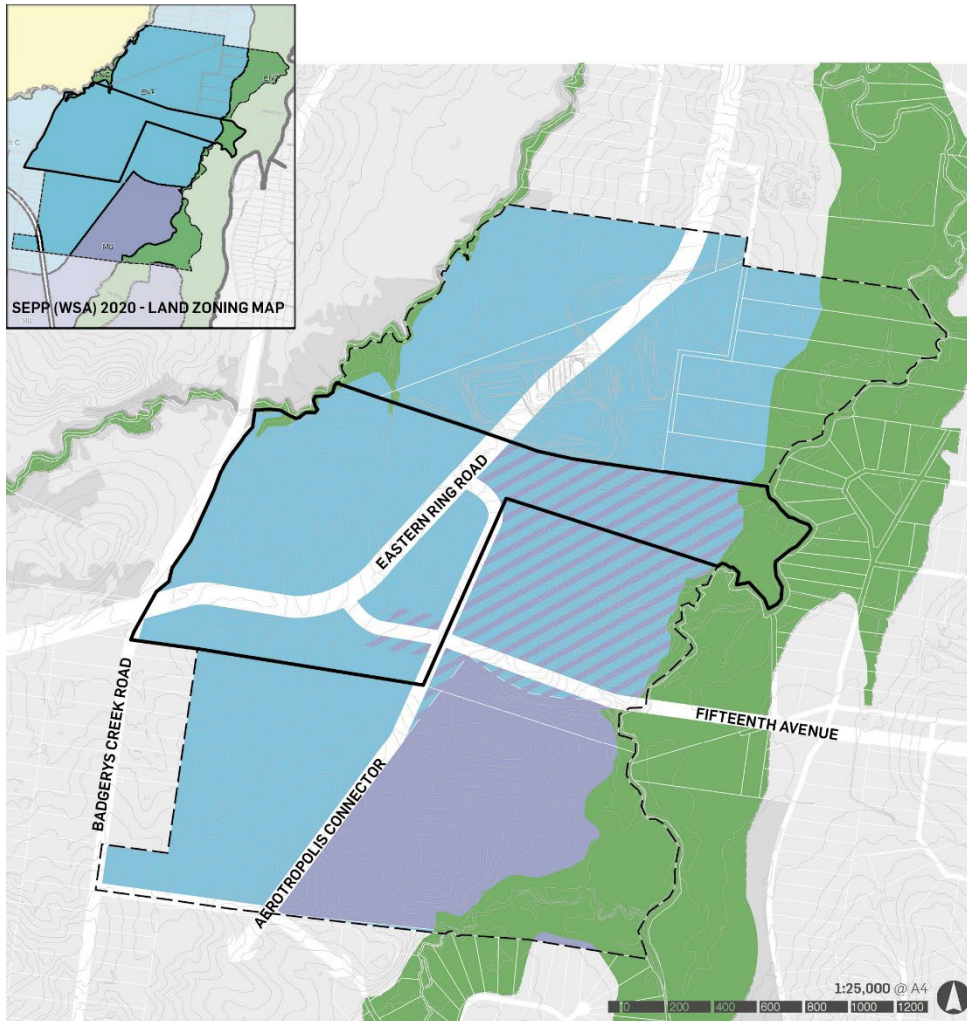 ENT
MU
SEPP (WSA) 2020 - LAND ZONING MAP
EASTERN RING ROAD
BADGERYS CREEK ROAD
FIFTEENTH AVENUE
AEROTROPOLIS CONNECTOR
1:25,000 @ A4
0 200 400 600 800 1000 1200